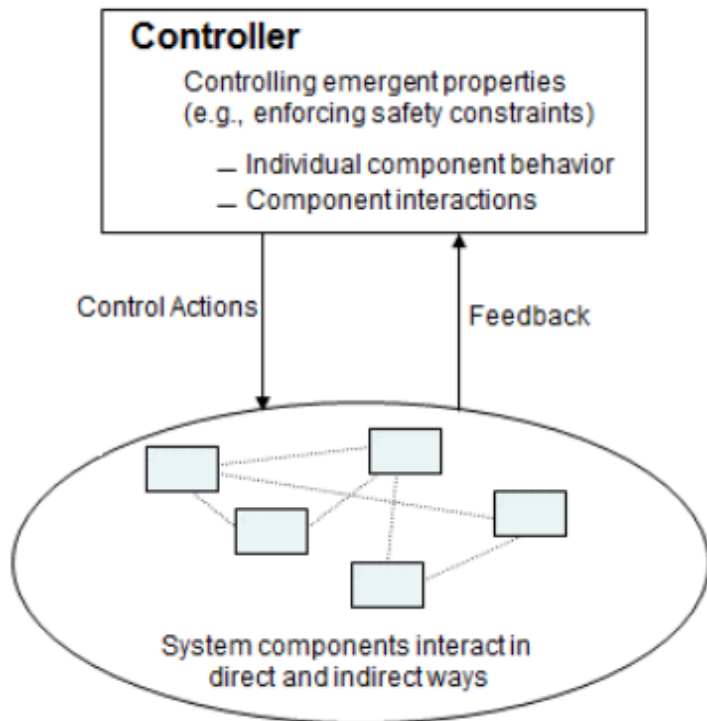 Controller
Controlling emergent properties
(e.g., enforcing safety constraints)
– Individual component behavior
– Component interactions
Control Actions
Feedback
System components interact in
direct and indirect ways